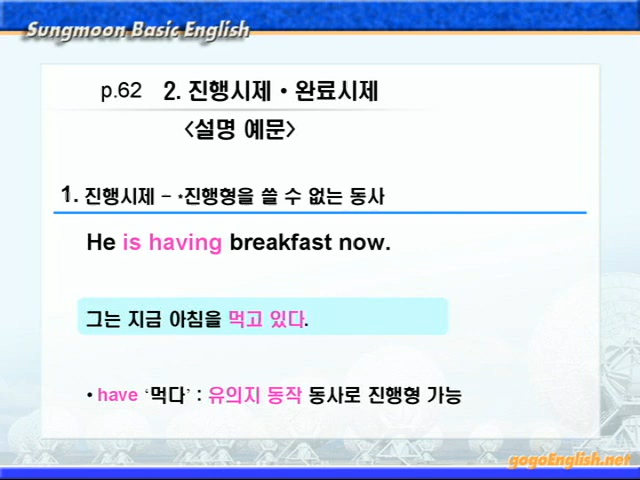 Sungmoon Basic English
p.62 2. 진행시제 • 완료시제
<설명 예문>
1. 진행시제 – *진행형을 쓸 수 없는 동사
He is having breakfast now.
그는 지금 아침을 먹고 있다.
• have ‘먹다’ : 유의지 동작 동사로 진행형 가능
gogoEnglish.net